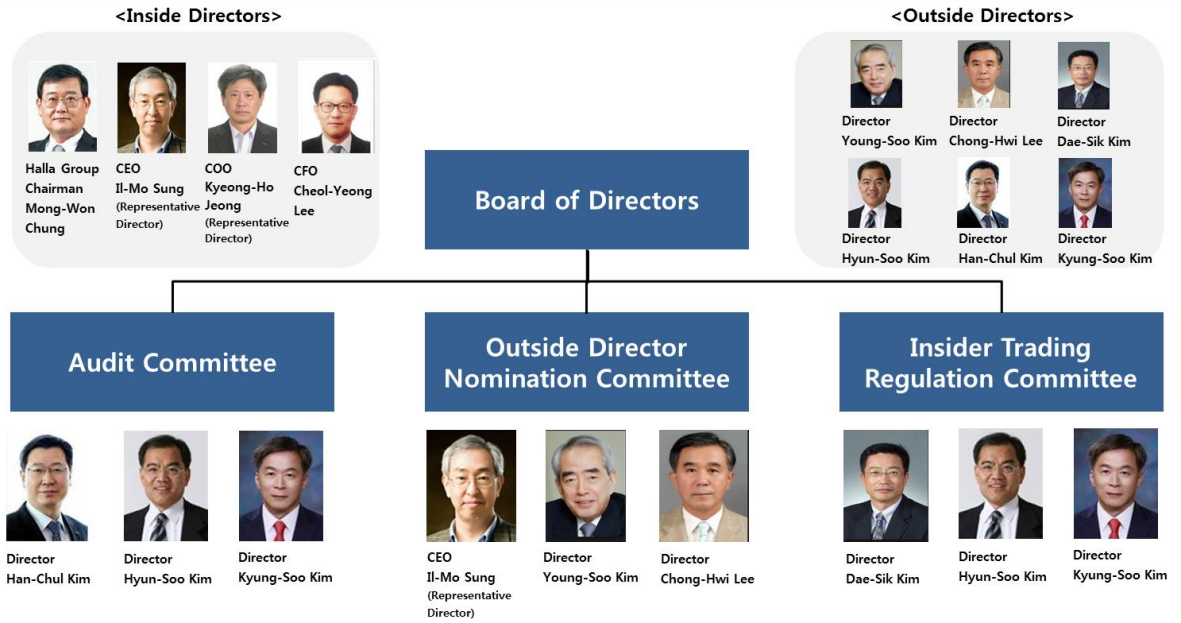 <Inside Directors>
<Outside Directors>
Halla Group
Chairman
Mong-Won
Chung
CEO
Il-Mo Sung
(Representative
Director)
COO
Kyeong-Ho
Jeong
(Representative
Director)
CFO
Cheol-Yeong
Lee
Director
Young-Soo Kim
Director
Chong-Hwi Lee
Director
Dae-Sik Kim
Director
Hyun-Soo Kim
Director
Han-Chul Kim
Director
Kyung-Soo Kim
Board of Directors
Audit Committee
Outside Director
Nomination Committee
Insider Trading
Regulation Committee
Director
Han-Chul Kim
Director
Hyun-Soo Kim
Director
Kyung-Soo Kim
CEO
Il-Mo Sung
(Representative
Director)
Director
Young-Soo Kim
Director
Chong-Hwi Lee
Director
Dae-Sik Kim
Director
Hyun-Soo Kim
Director
Kyung-Soo Kim